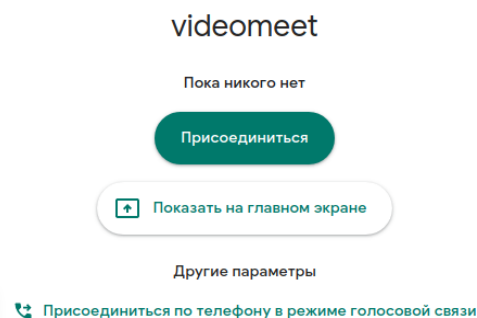 videomeet
Пока никого нет
Присоединиться
Показать на главном экране
Другие параметры
Присоединиться по телефону в режиме голосовой связи